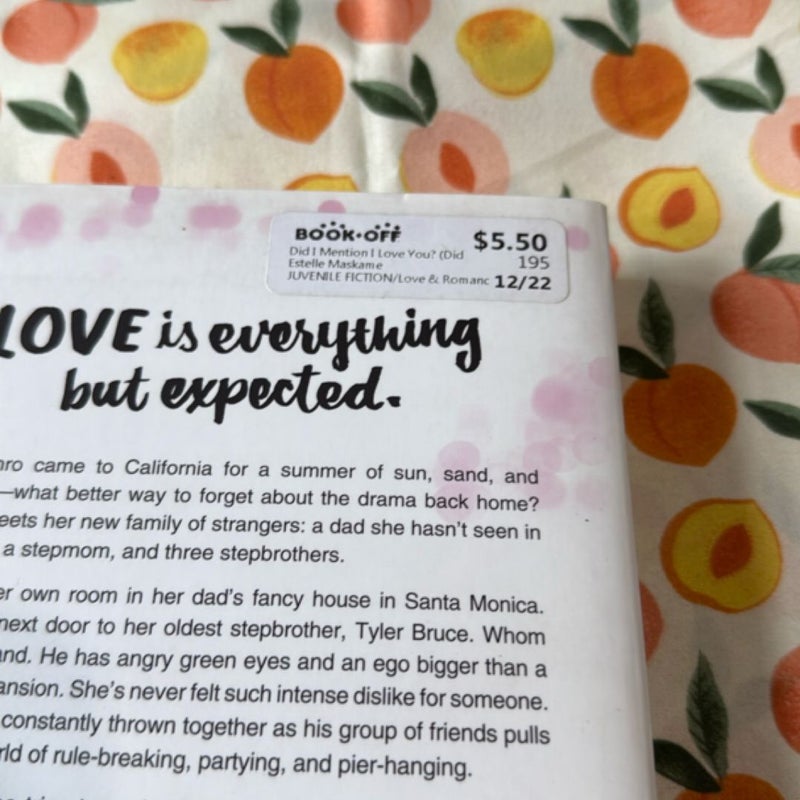 BOOK•OFF
$5.50
Did I Mention I Love You? (Did
195
Estelle Maskame
JUVENILE FICTION/Love & Romanc 12/22
LOVE is everything
but expected.
came to California for a summer of sun, sand, and
—what better way to forget about the drama back home?
her new family of strangers: a dad she hasn't seen in
a stepmom, and three stepbrothers.
own room in her dad's fancy house in Santa Monica.
next door to her oldest stepbrother, Tyler Bruce. Whom
He has angry green eyes and an ego bigger than a
She's never felt such intense dislike for someone.
constantly thrown together as his group of friends pulls
of rule-breaking, partying, and pier-hanging.